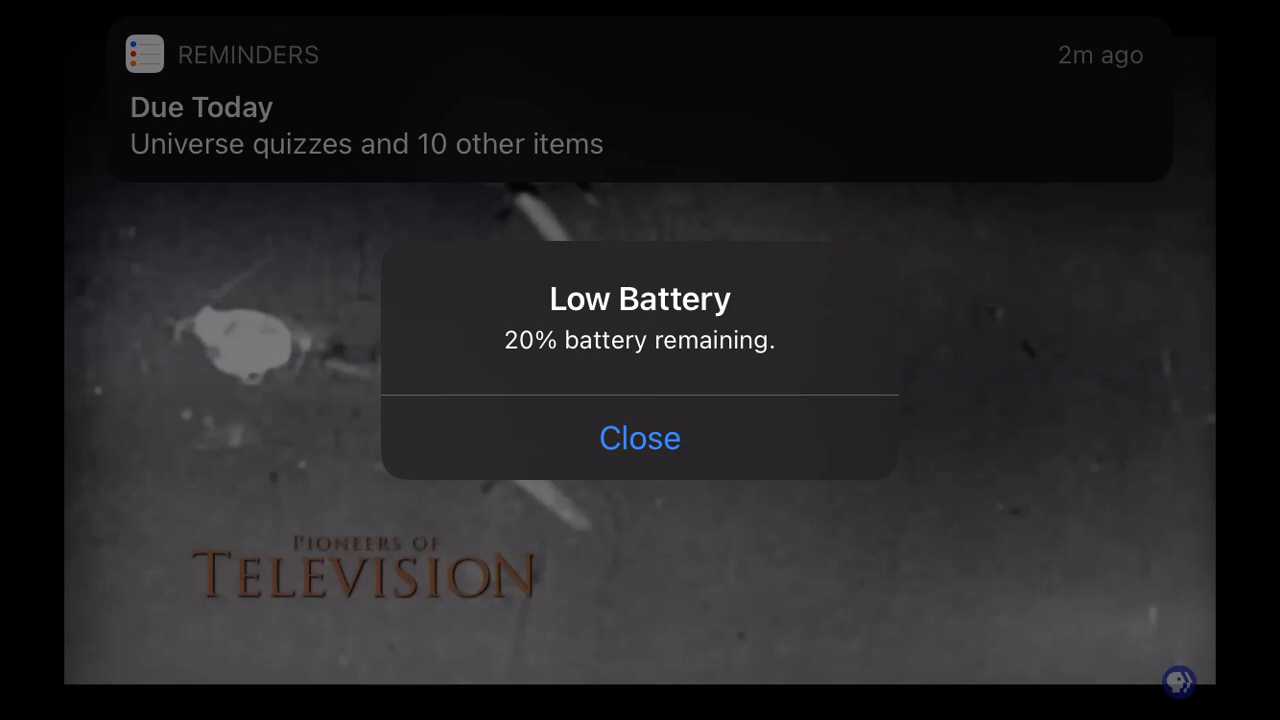 REMINDERS
2m ago
Due Today
Universe quizzes and 10 other items
Low Battery
20% battery remaining.
Close
PIONEERS OF
TELEVISION